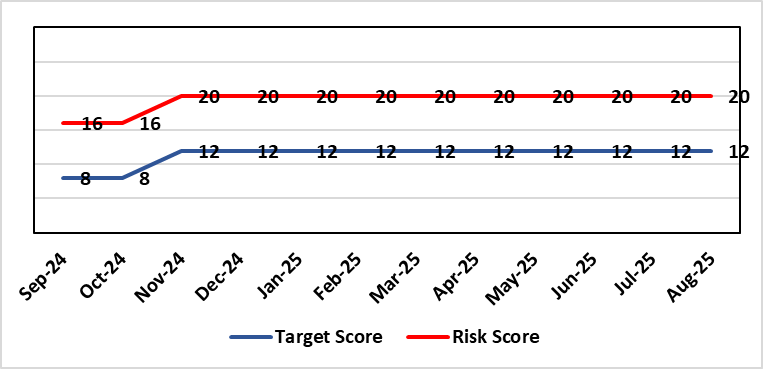 20 20 20 20 20 20 20 20 20 20
16 16
12 12 12 12 12 12 12 12 12 12
8 8
Sep-24 Oct-24 Nov-24 Dec-24 Jan-25 Feb-25 Mar-25 Apr-25 May-25 Jun-25 Jul-25 Aug-25
Target Score Risk Score